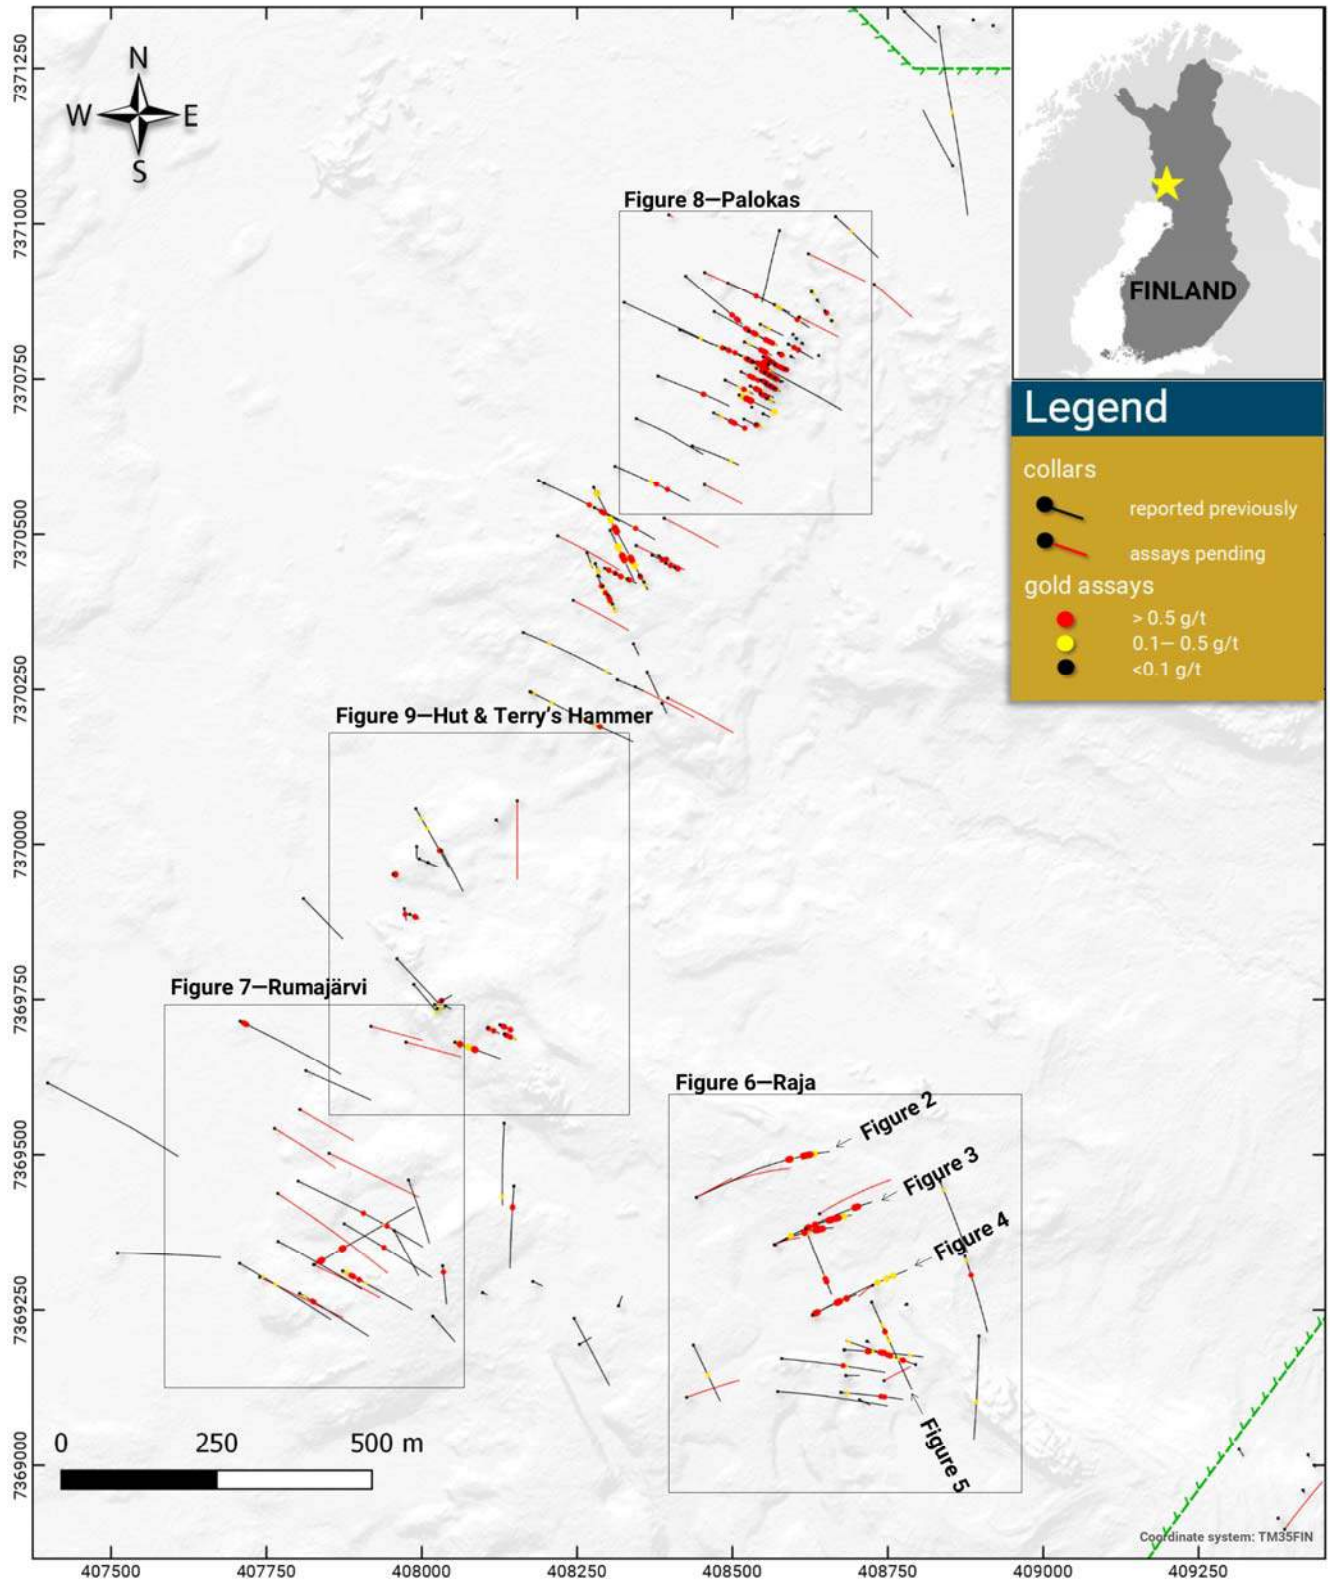 N
W E
S
7371250
7371000
7370750
7370500
7370250
7370000
7369750
7369500
7369250
7369000
Figure 8—Palokas
FINLAND
Legend
collars
reported previously
assays pending
gold assays
> 0.5 g/t
0.1— 0.5 g/t
<0.1 g/t
Figure 9—Hut & Terry's Hammer
Figure 7—Rumajärvi
Figure 6—Raja
Figure 2
Figure 3
Figure 4
Figure 5
0 250 500 m
Coordinate system: TM35FIN
407500 407750 408000 408250 408500 408750 409000 409250